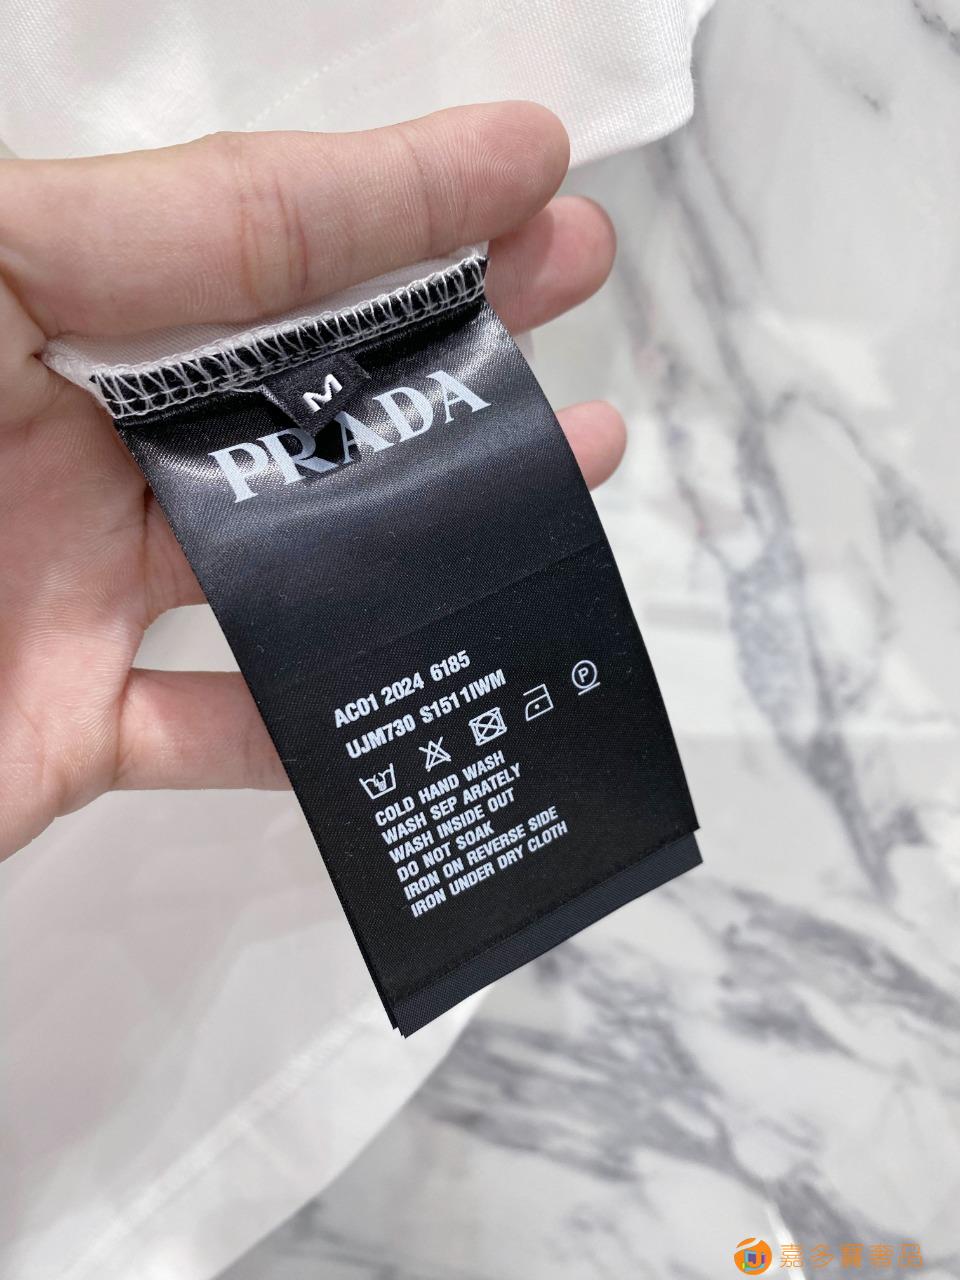 M
PRADA
AC01 2024 6185
UJM730 S151 1IWM
P
COLD HAND WASH
WASH SEP ARATELY
WASH INSIDE OUT
DO NOT SOAK
IRON ON REVERSE SIDE
IRON UNDER DRY CLOTH
嘉多寶奢品